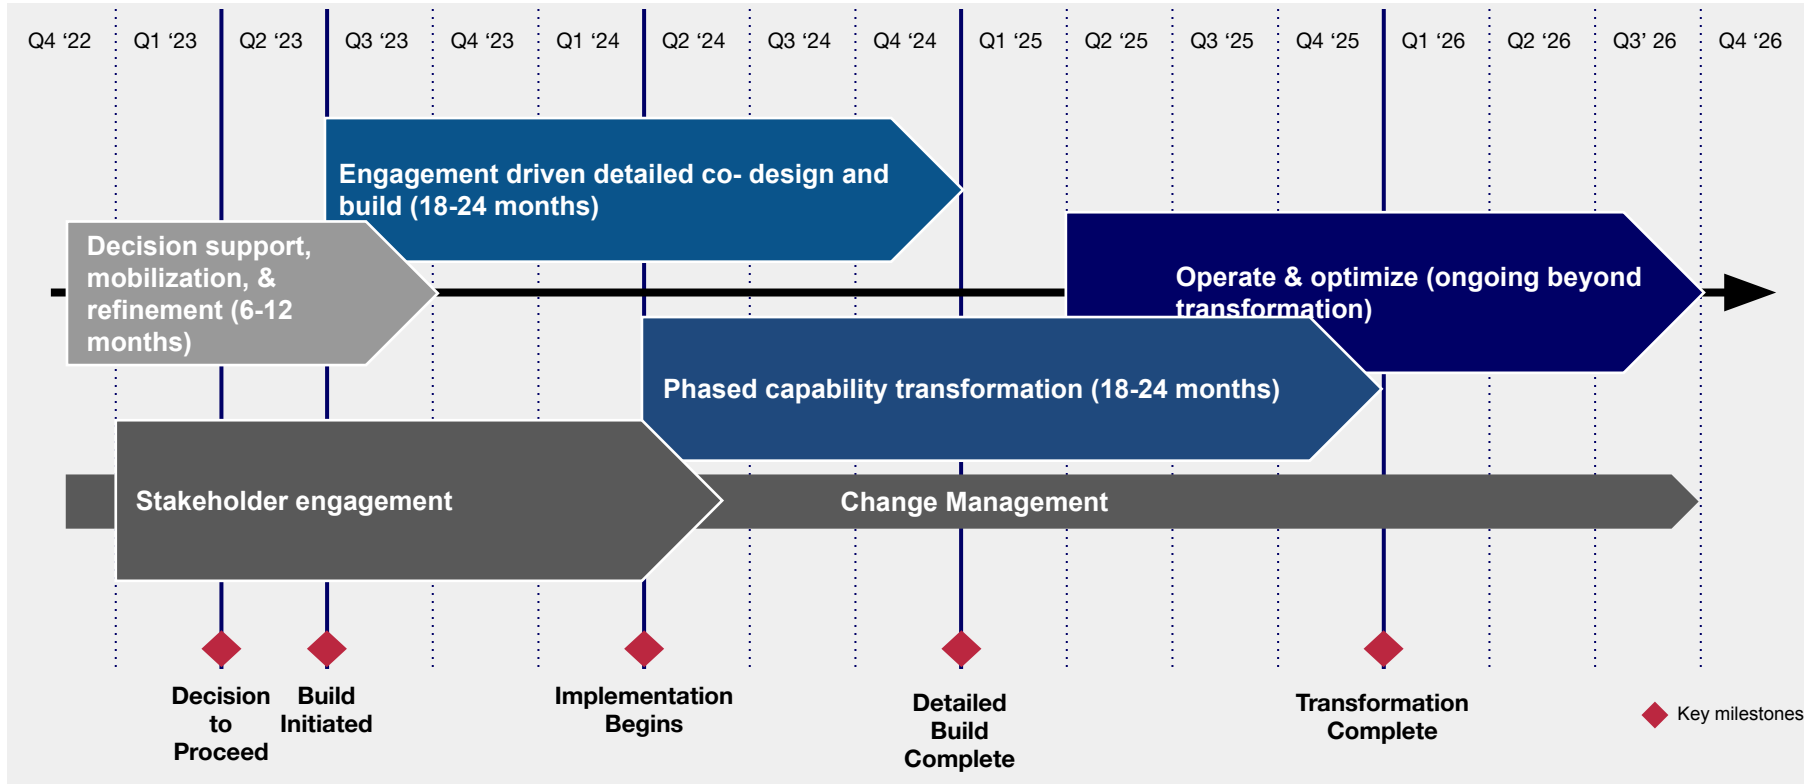 Q4 ‘22 Q1 ‘23 Q2 ‘23 Q3 ‘23 Q4 ‘23 Q1 ‘24 Q2 ‘24 Q3 ‘24 Q4 ‘24 Q1 ‘25 Q2 ‘25 Q3 ‘25 Q4 ‘25 Q1 ‘26 Q2 ‘26 Q3’ 26 Q4 ‘26
Engagement driven detailed co- design and
build (18-24 months)
Decision support,
mobilization, &
refinement (6-12
months)
Operate & optimize (ongoing beyond
transformation)
Phased capability transformation (18-24 months)
Stakeholder engagement
Change Management
Decision
to
Proceed
Build
Initiated
Implementation
Begins
Detailed
Build
Complete
Transformation
Complete
Key milestones